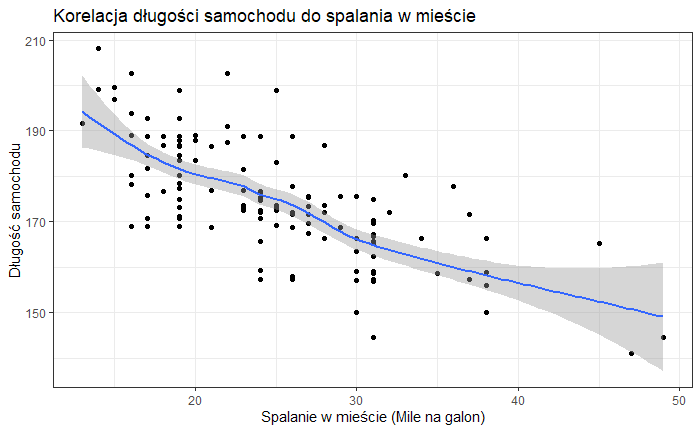 Korelacja długości samochodu do spalania w mieście
210
190
170
150
Długość samochodu
20
30
40
50
Spalanie w mieście (Mile na galon)